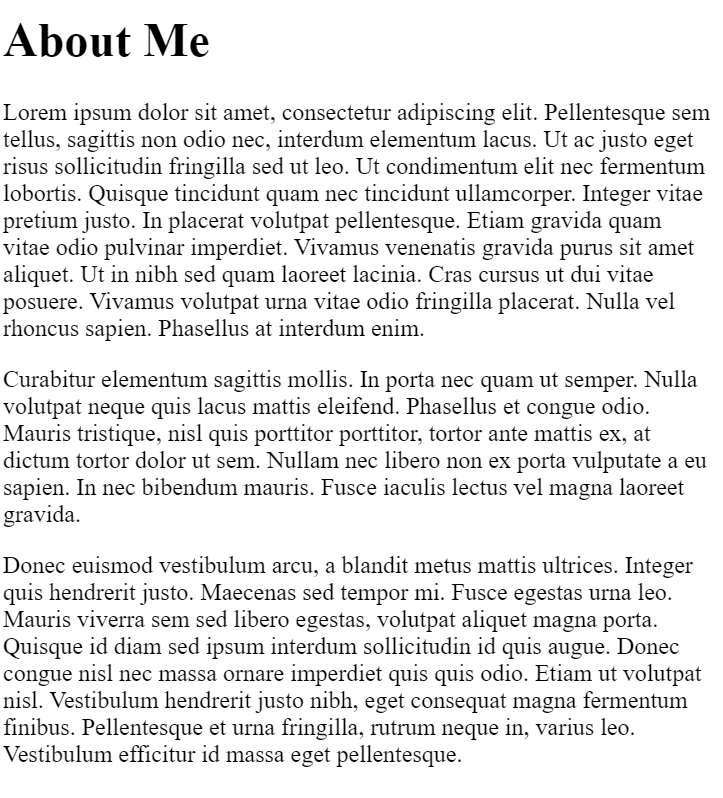 About Me
Lorem ipsum dolor sit amet, consectetur adipiscing elit. Pellentesque sem
tellus, sagittis non odio nec, interdum elementum lacus. Ut ac justo eget
risus sollicitudin fringilla sed ut leo. Ut condimentum elit nec fermentum
lobortis. Quisque tincidunt quam nec tincidunt ullamcorper. Integer vitae
pretium justo. In placerat volutpat pellentesque. Etiam gravida quam
vitae odio pulvinar imperdiet. Vivamus venenatis gravida purus sit amet
aliquet. Ut in nibh sed quam laoreet lacinia. Cras cursus ut dui vitae
posuere. Vivamus volutpat urna vitae odio fringilla placerat. Nulla vel
rhoncus sapien. Phasellus at interdum enim.
Curabitur elementum sagittis mollis. In porta nec quam ut semper. Nulla
volutpat neque quis lacus mattis eleifend. Phasellus et congue odio.
Mauris tristique, nisl quis porttitor porttitor, tortor ante mattis ex, at
dictum tortor dolor ut sem. Nullam nec libero non ex porta vulputate a eu
sapien. In nec bibendum mauris. Fusce iaculis lectus vel magna laoreet
gravida.
Donec euismod vestibulum arcu, a blandit metus mattis ultrices. Integer
quis hendrerit justo. Maecenas sed tempor mi. Fusce egestas urna leo.
Mauris viverra sem sed libero egestas, volutpat aliquet magna porta.
Quisque id diam sed ipsum interdum sollicitudin id quis augue. Donec
congue nisl nec massa ornare imperdiet quis quis odio. Etiam ut volutpat
nisl. Vestibulum hendrerit justo nibh, eget consequat magna fermentum
finibus. Pellentesque et urna fringilla, rutrum neque in, varius leo.
Vestibulum efficitur id massa eget pellentesque.